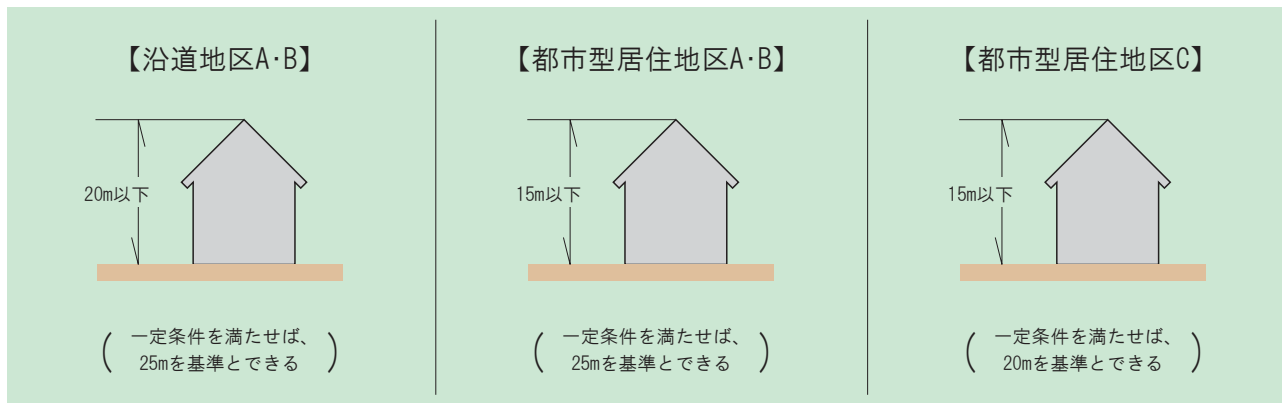 【沿道地区A・B】
20m以下
(一定条件を満たせば、
25mを基準とできる)
【都市型居住地区A・B】
15m以下
(一定条件を満たせば、
25mを基準とできる)
【都市型居住地区C】
15m以下
(一定条件を満たせば、
20mを基準とできる)